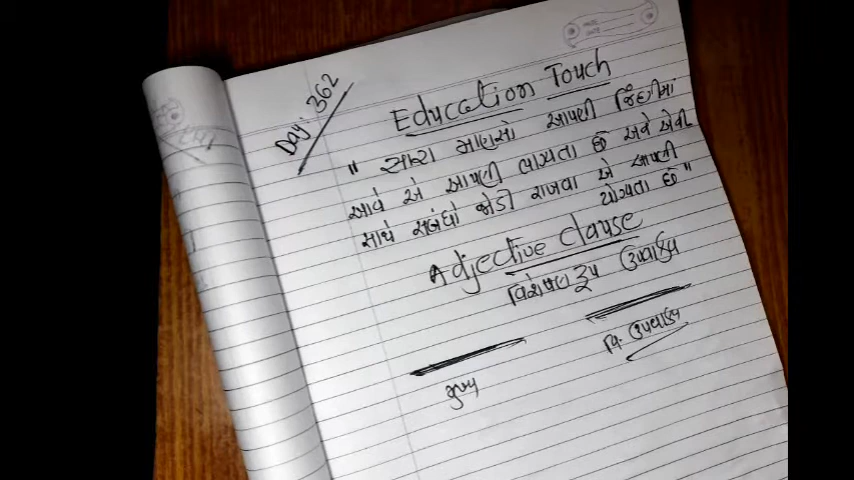 Day: 362
Education Touch
" સારા માણસો આપણી જિંદગીમાં
આવે એ આપણી ભાગ્યતા છે અને એની
સાથે સબંધો જોડી રાખવા એ આપણી
યોગ્યતા છે "
Adjective clause
વિશેષણ રૂપ ઉપવાક્ય
મુખ્ય
વિ. ઉપવાક્ય